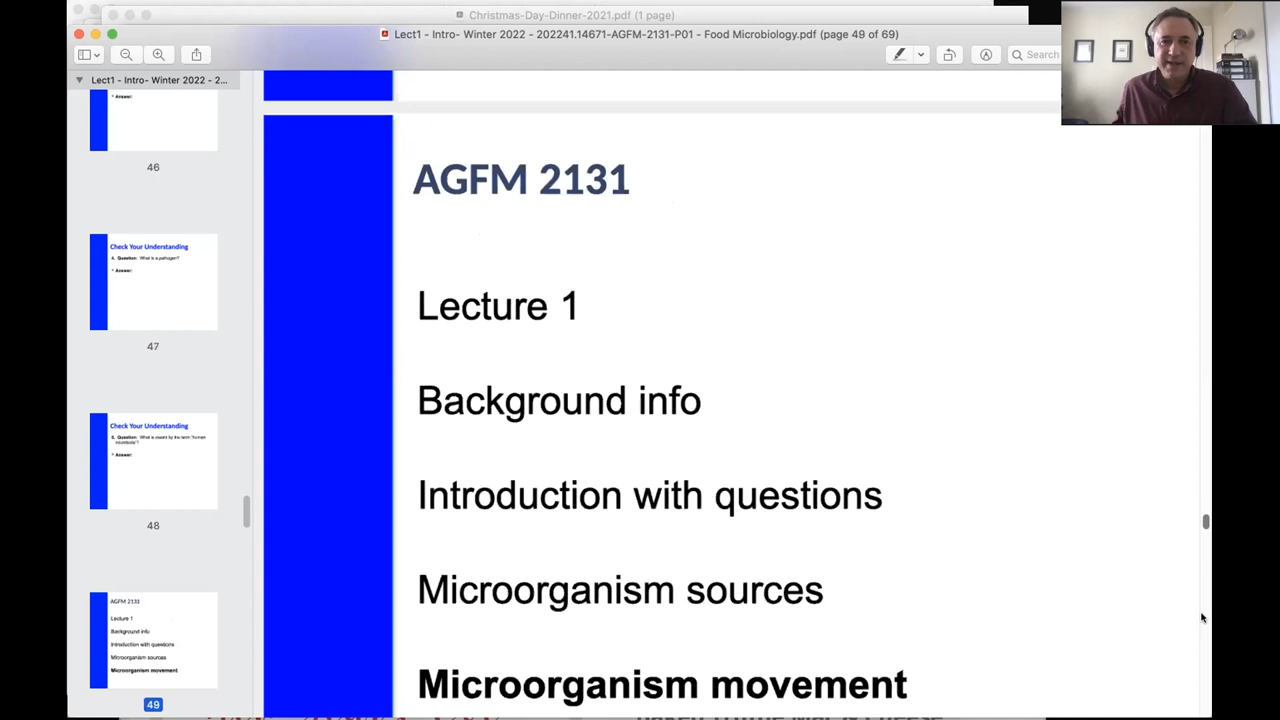 Christmas-Day-Dinner-2021.pdf (1 page)
Lect1 - Intro- Winter 2022 - 202241.14671-AGFM-2131-P01 - Food Microbiology.pdf (page 49 of 69)
Search
Lect1 - Intro- Winter 2022 - 2...
* Answer:
46
Check Your Understanding
4. Question: What is a pathogen?
* Answer:
47
Check Your Understanding
5. Question: What is meant by the term 'human
microbiota'?
* Answer:
48
AGFM 2131
Lecture 1
Background info
Introduction with questions
Microorganism sources
Microorganism movement
49
AGFM 2131
Lecture 1
Background info
Introduction with questions
Microorganism sources
Microorganism movement